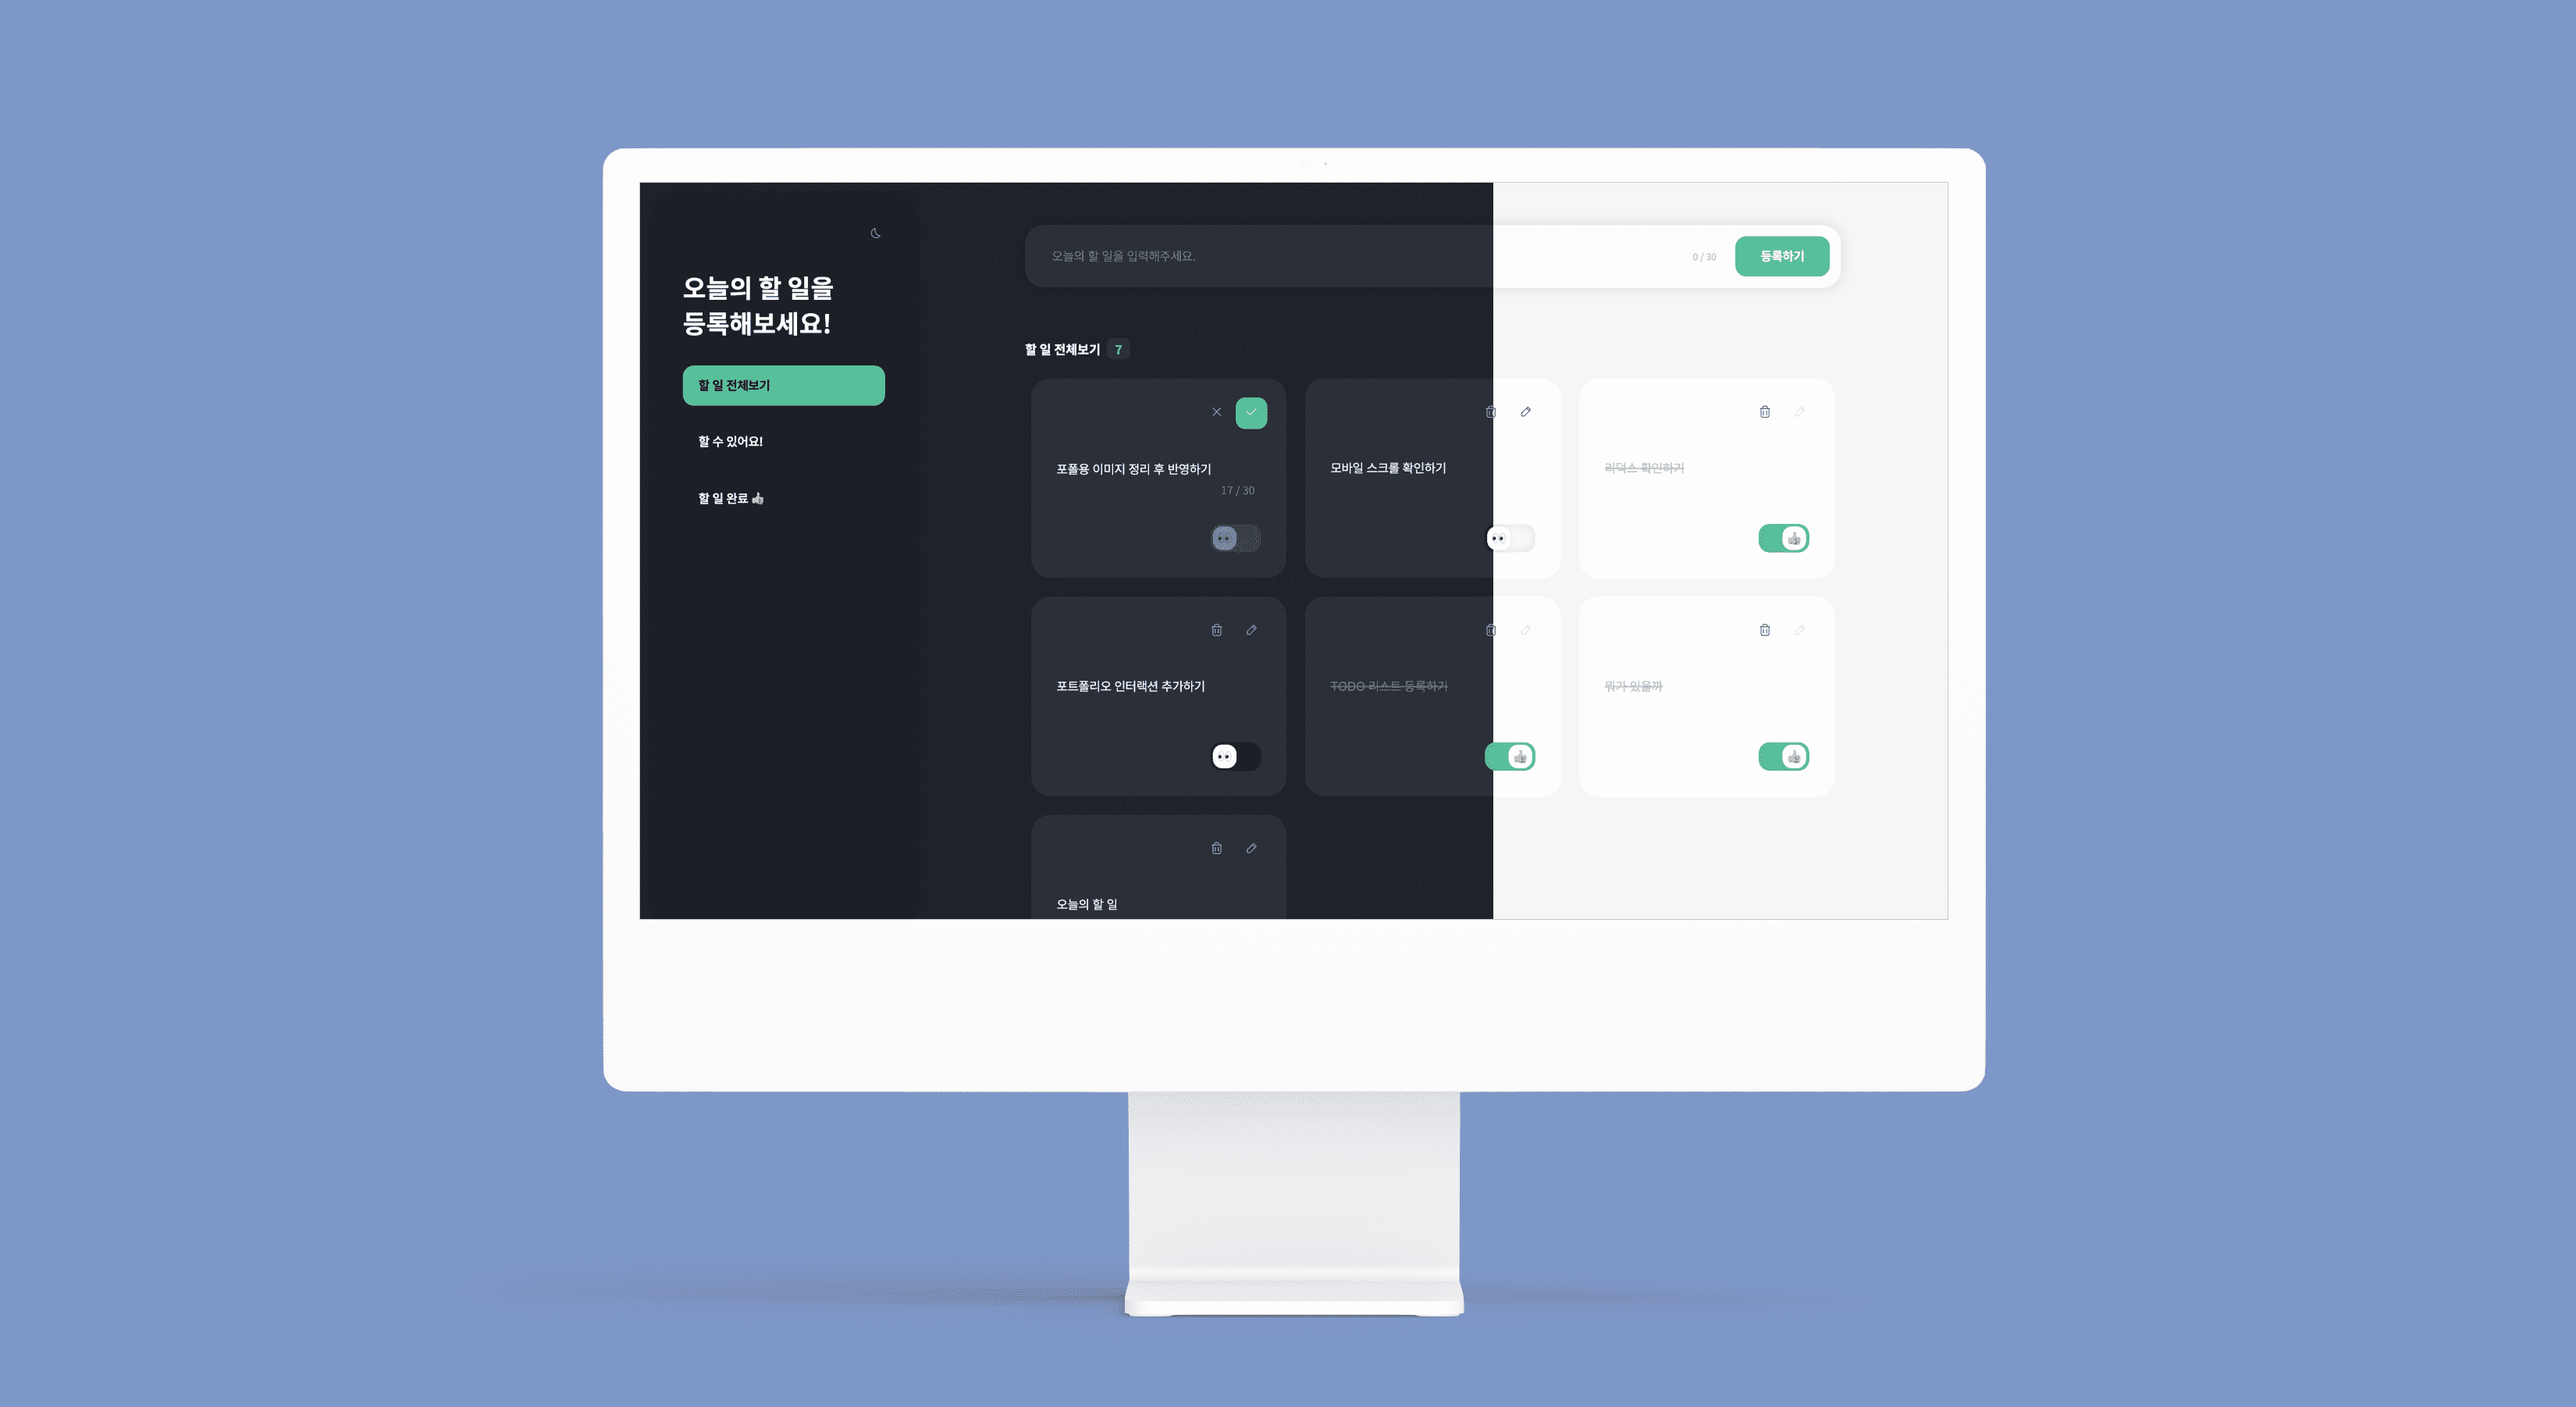 오늘의 할 일을
등록해보세요!
할 일 전체보기
할 수 있어요!
할 일 완료 👍
오늘의 할 일을 입력해주세요.
0 / 30
등록하기
할 일 전체보기 7
포폴용 이미지 정리 후 반영하기
17 / 30
모바일 스크롤 확인하기
리덕스 확인하기
포트폴리오 인터랙션 추가하기
TODO 리스트 등록하기
뭐가 있을까
오늘의 할 일